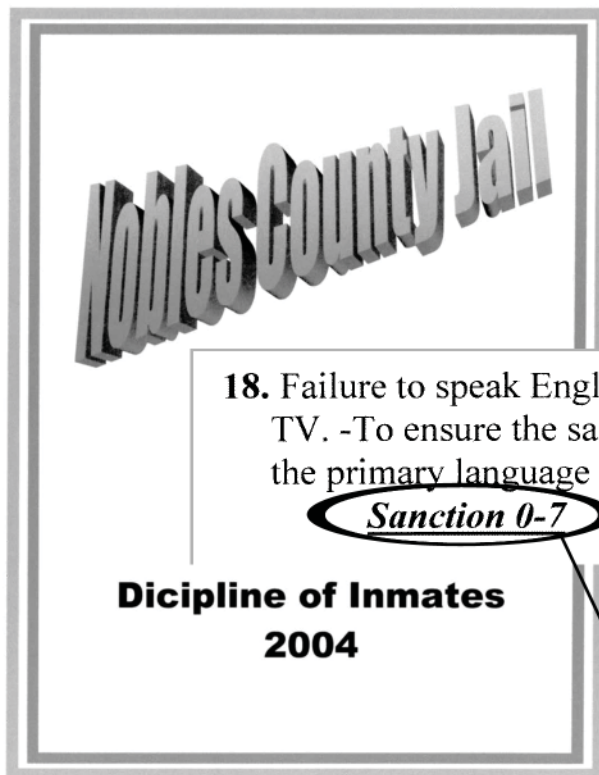 Nobles County Jail
18. Failure to speak Engl
TV. -To ensure the sa
the primary language
Sanction 0-7
Dicipline of Inmates
2004